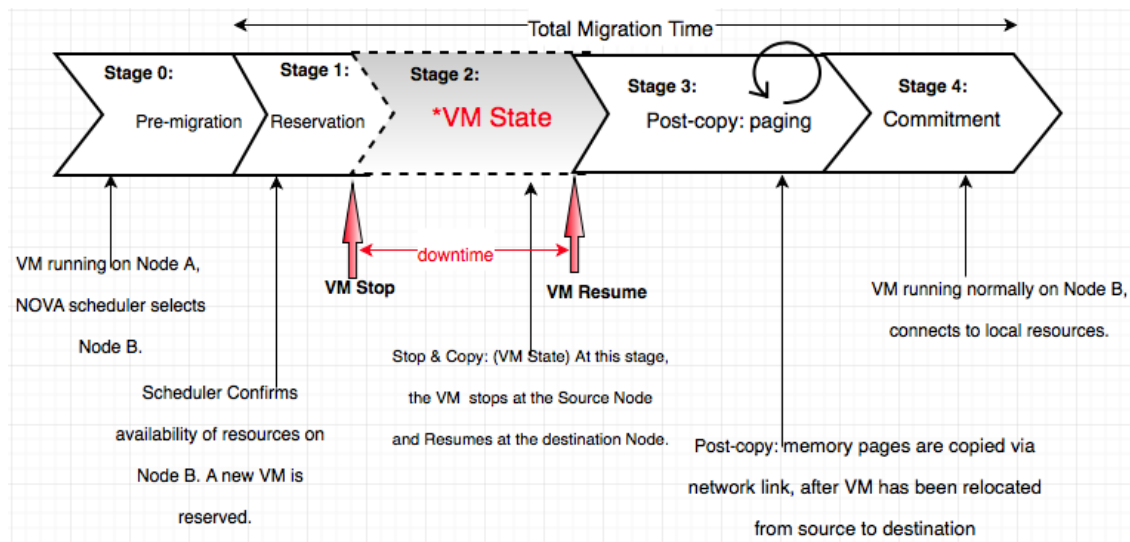 Total Migration Time
Stage 0:
Pre-migration
Stage 1:
Reservation
Stage 2:
*VM State
Stage 3:
Post-copy: paging
Stage 4:
Commitment
downtime
VM Stop
VM Resume
VM running on Node A,
NOVA scheduler selects
Node B.
Scheduler Confirms
availability of resources on
Node B. A new VM is
reserved.
Stop & Copy: (VM State) At this stage,
the VM stops at the Source Node
and Resumes at the destination Node.
Post-copy: memory pages are copied via
network link, after VM has been relocated
from source to destination
VM running normally on Node B,
connects to local resources.